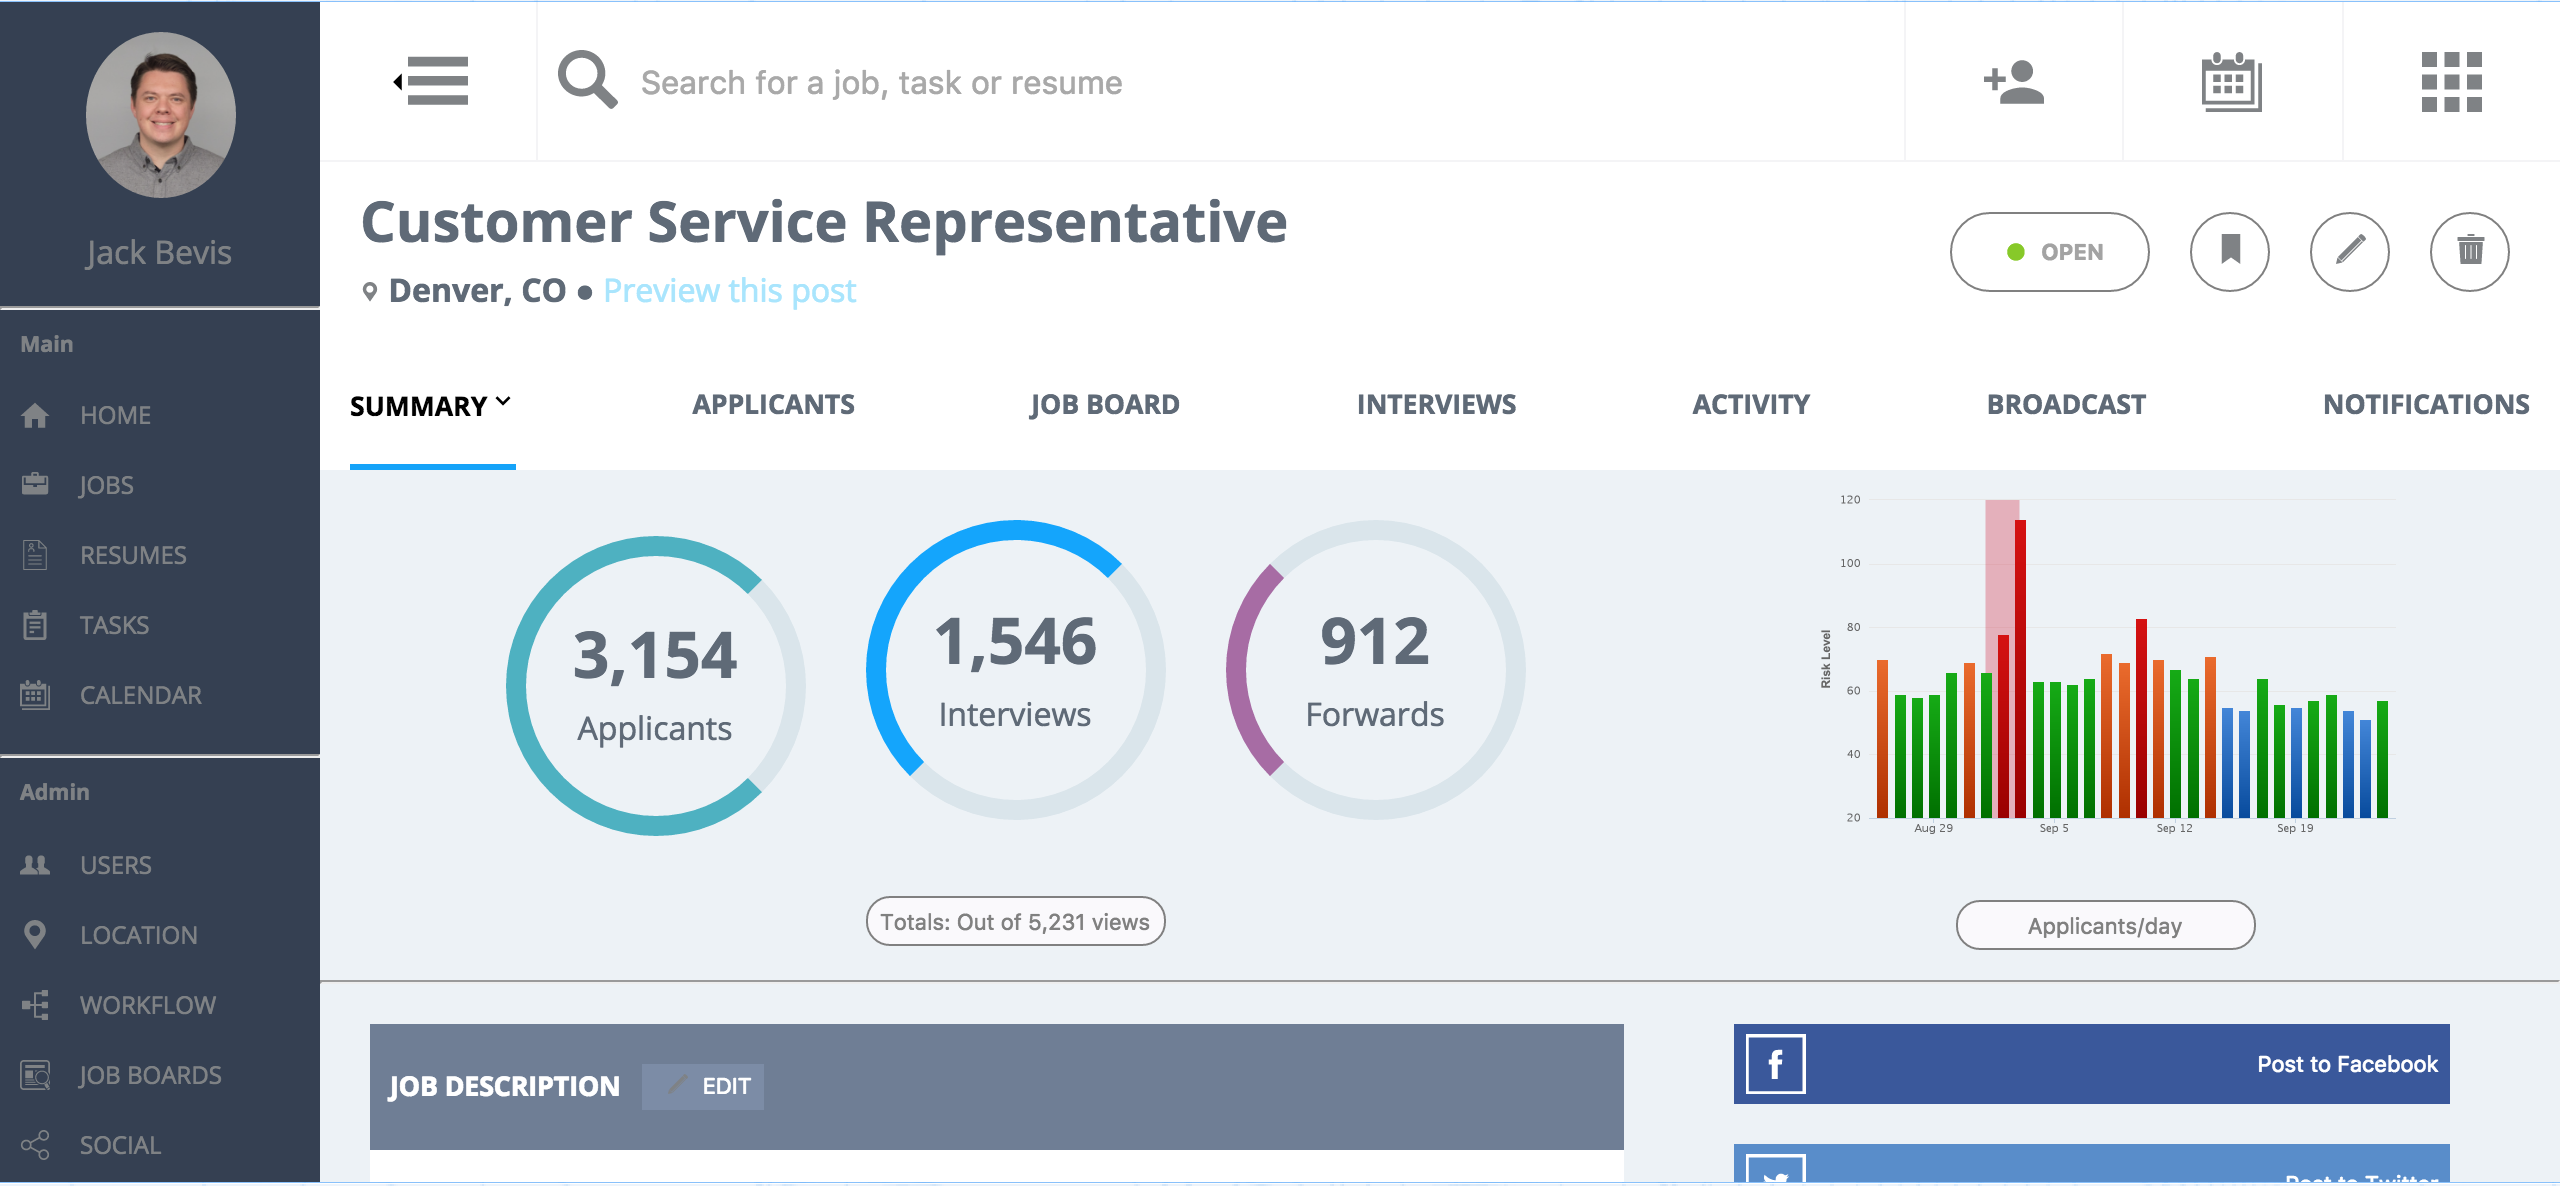 Jack Bevis
Main
HOME
JOBS
RESUMES
TASKS
CALENDAR
Admin
USERS
LOCATION
WORKFLOW
JOB BOARDS
SOCIAL
Search for a job, task or resume
Customer Service Representative
Denver, CO ● Preview this post
OPEN
SUMMARY APPLICANTS JOB BOARD INTERVIEWS ACTIVITY BROADCAST NOTIFICATIONS
3,154
Applicants
1,546
Interviews
912
Forwards
Totals: Out of 5,231 views
120
100
80
60
40
20
Risk Level
Aug 29 Sep 5 Sep 12 Sep 19
Applicants/day
JOB DESCRIPTION EDIT
Post to Facebook
Post to Twitter